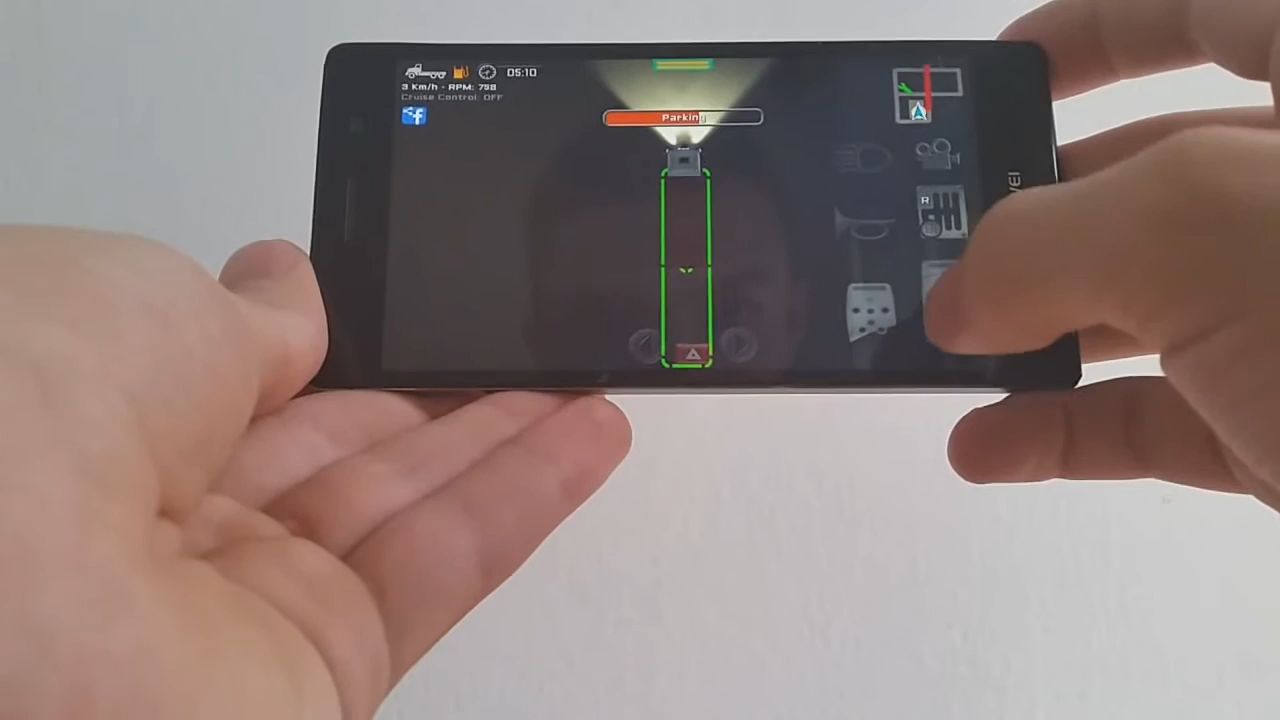 05:10
3 Km/h - RPM: 798
Cruise Control: OFF
Parking
R